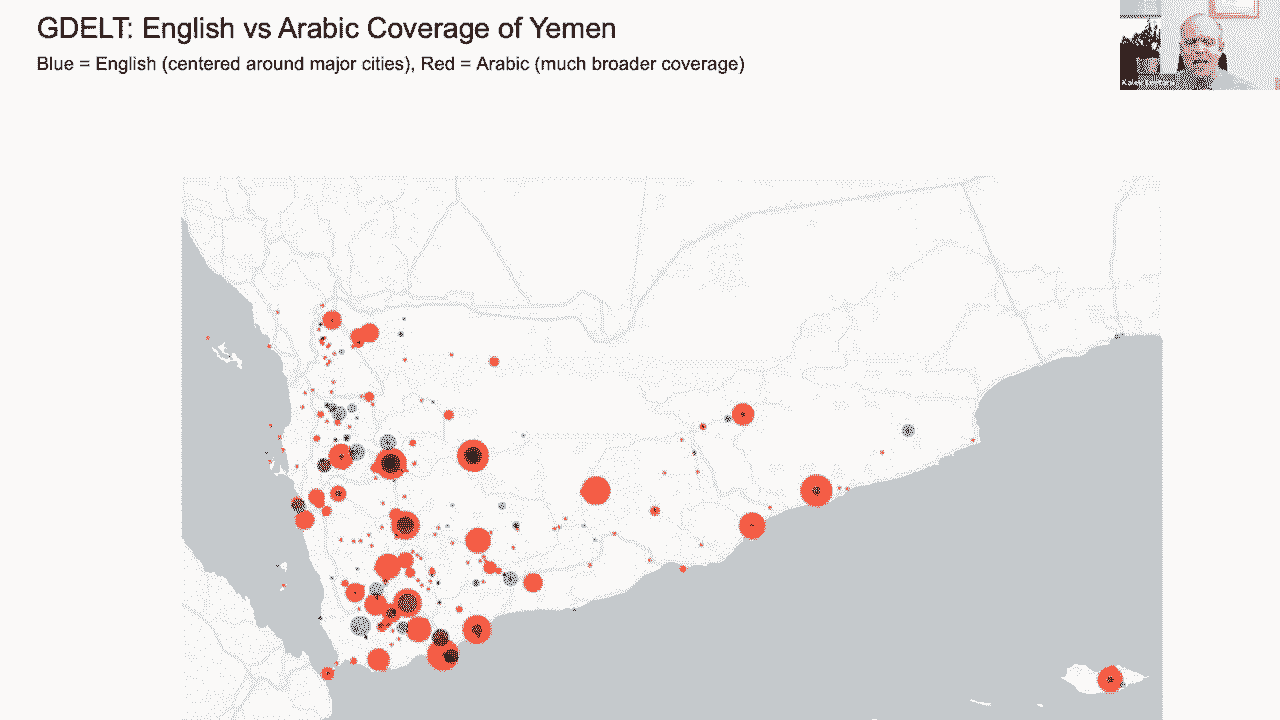 GDELT: English vs Arabic Coverage of Yemen
Blue = English (centered around major cities), Red = Arabic (much broader coverage)